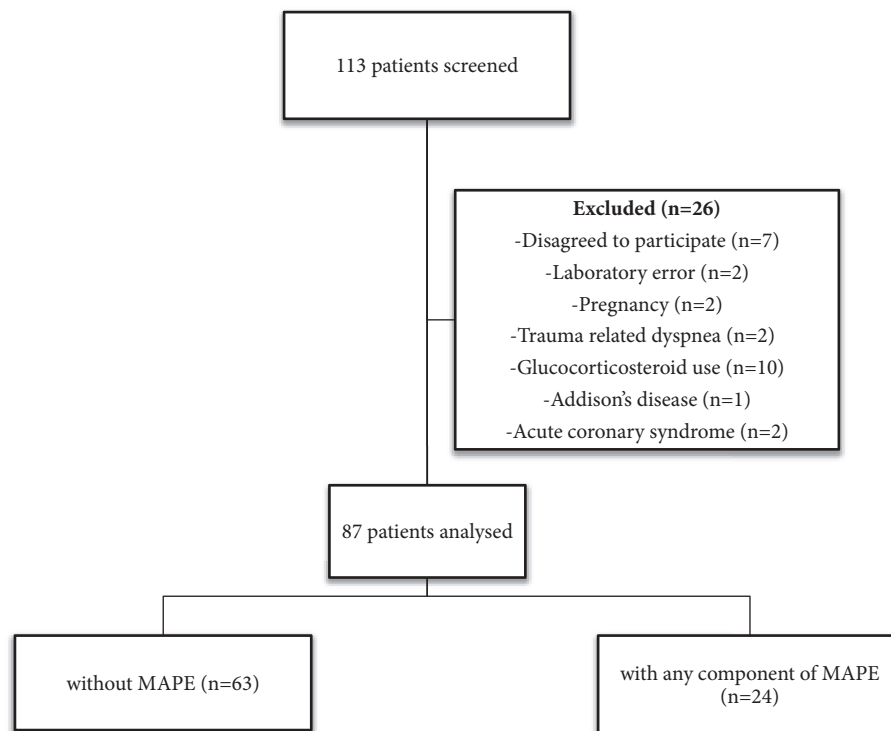 113 patients screened
Excluded (n=26)
-Disagreed to participate (n=7)
-Laboratory error (n=2)
-Pregnancy (n=2)
-Trauma related dyspnea (n=2)
-Glucocorticosteroid use (n=10)
-Addison's disease (n=1)
-Acute coronary syndrome (n=2)
87 patients analysed
without MAPE (n=63)
with any component of MAPE
(n=24)